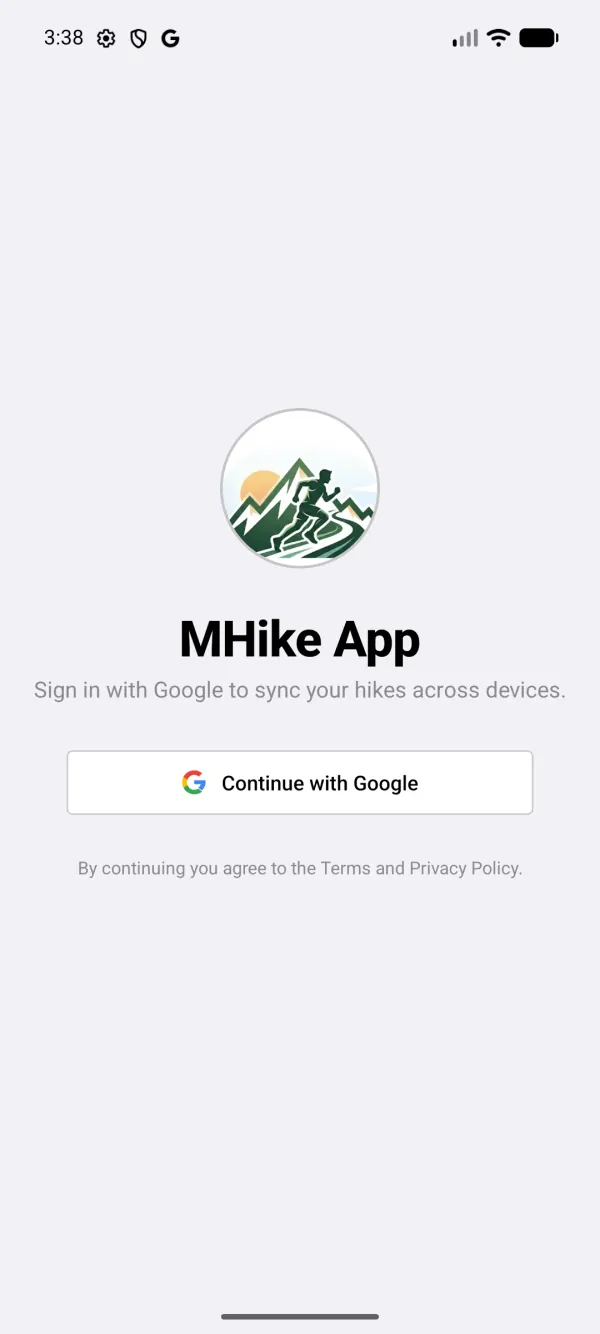 3:38
MHike App
Sign in with Google to sync your hikes across devices.
Continue with Google
By continuing you agree to the Terms and Privacy Policy.